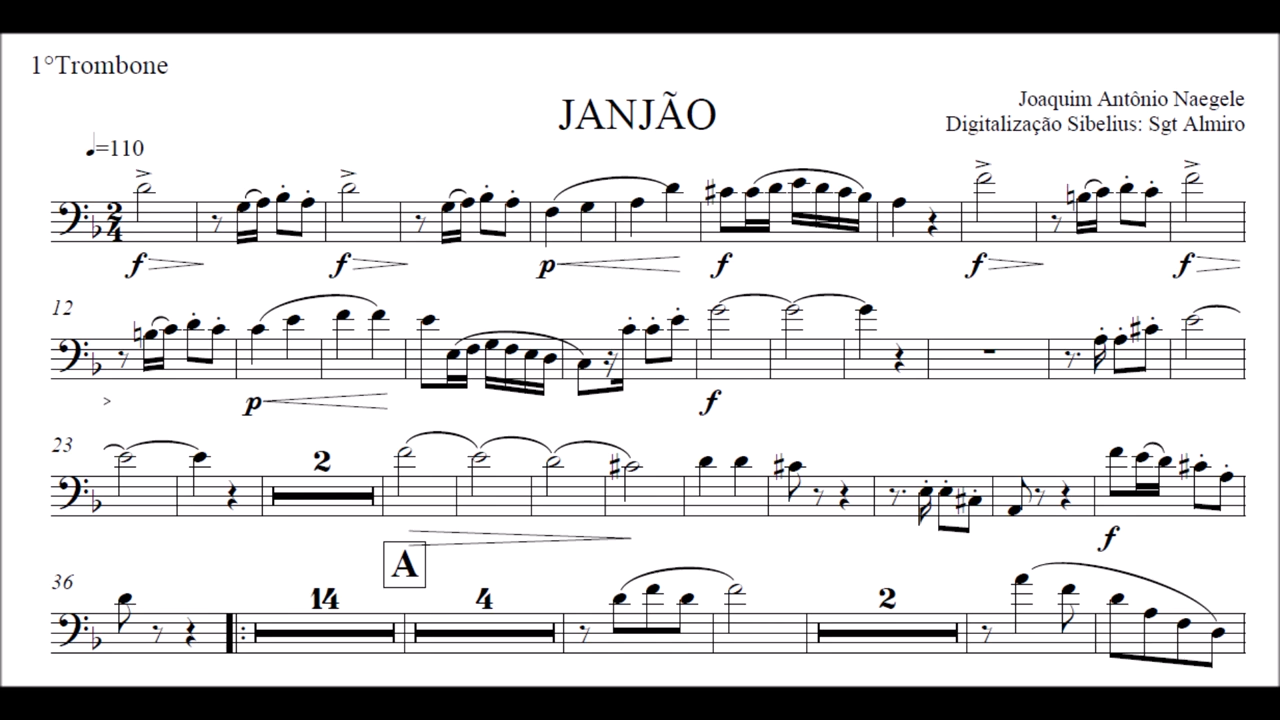 1°Trombone
JANJÃO
Joaquim Antônio Naegele
Digitalização Sibelius: Sgt Almiro
♩=110
2
4
f
f
p
f
f
f
12
p
f
23
2
f
A
36
14
4
2